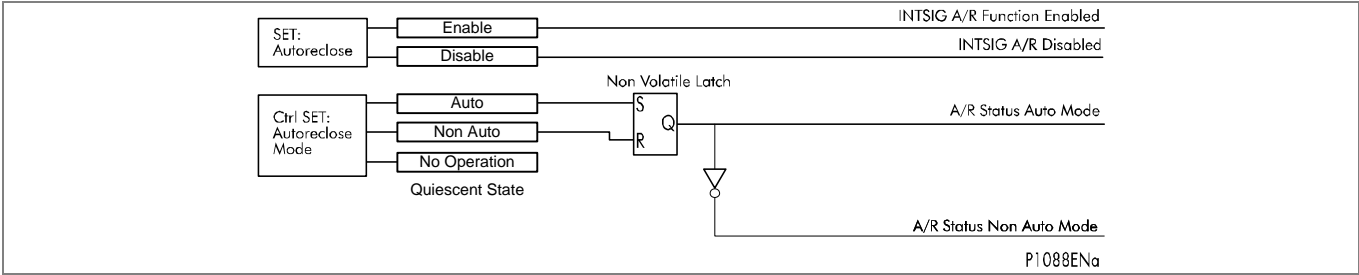 SET:
Autoreclose
Enable
Disable
INTSIG A/R Function Enabled
INTSIG A/R Disabled
Ctrl SET:
Autoreclose
Mode
Auto
Non Auto
No Operation
Quiescent State
Non Volatile Latch
S
R
Q
A/R Status Auto Mode
A/R Status Non Auto Mode
P1088ENa